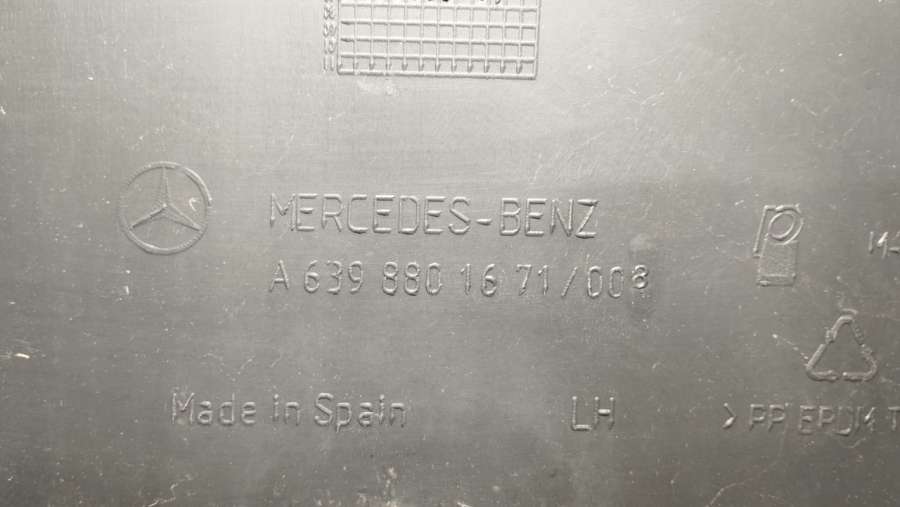 MERCEDES-BENZ
A 639 880 16 71/008
Made in Spain LH